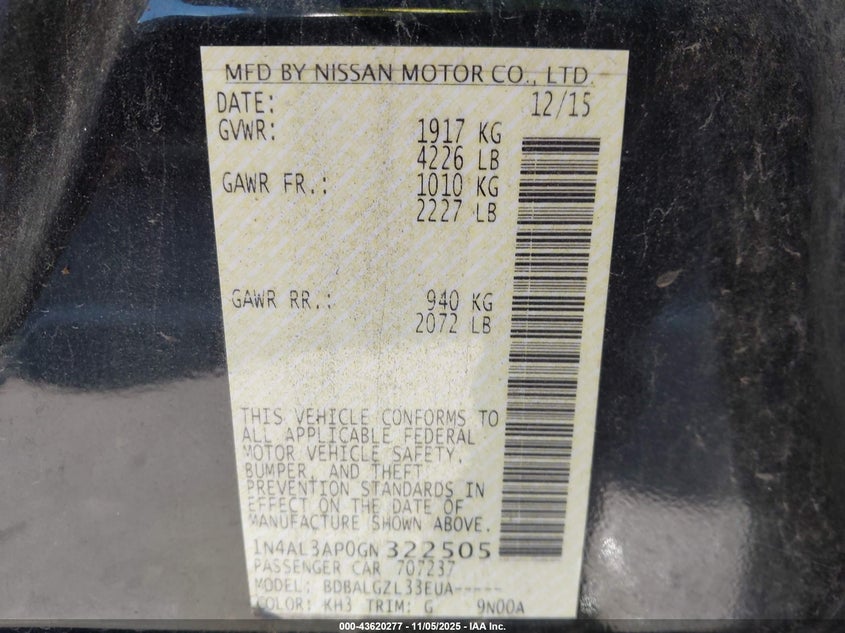 MFD BY NISSAN MOTOR CO., LTD.
DATE: 12/15
GVWR: 1917 KG
4226 LB
GAWR FR.: 1010 KG
2227 LB
GAWR RR.: 940 KG
2072 LB
THIS VEHICLE CONFORMS TO
ALL APPLICABLE FEDERAL
MOTOR VEHICLE SAFETY,
BUMPER, AND THEFT
PREVENTION STANDARDS IN
EFFECT ON THE DATE OF
MANUFACTURE SHOWN ABOVE.
1N4AL3AP0GN322505
PASSENGER CAR 707237
MODEL: BDBALGZL33EUA-----
COLOR: KH3 TRIM: G 9N00A
000-43620277 - 11/05/2025 - IAA Inc.